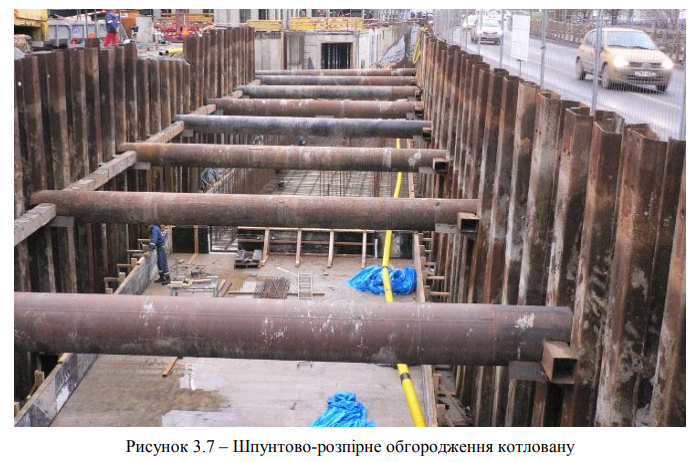 Рисунок 3.7 – Шпунтово-розпірне обгородження котловану